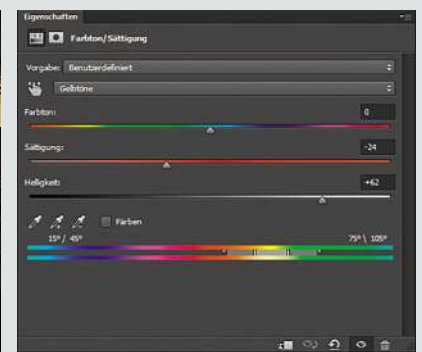 Eigenschaften
Farbton/Sättigung
Vorgabe: Benutzerdefiniert
Gelbtöne
Farbton: 0
Sättigung: -24
Helligkeit: +62
Färben
15°/ 45° 75°\ 105°